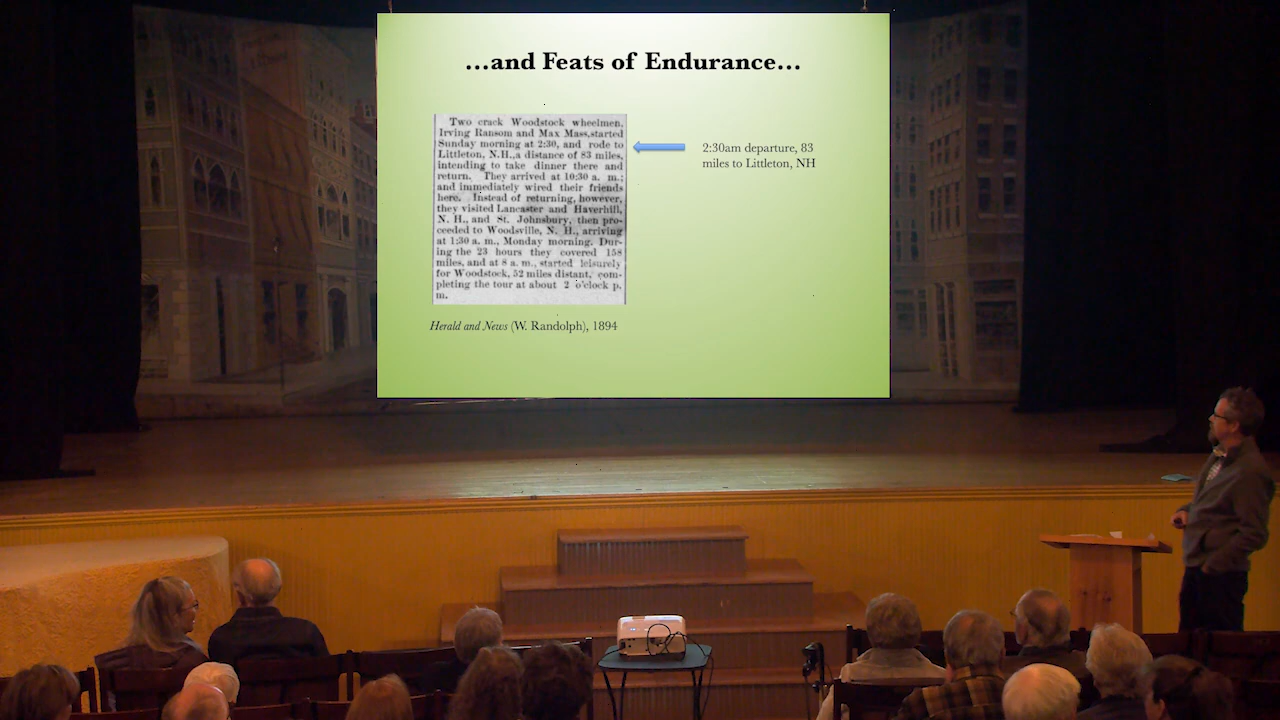 ...and Feats of Endurance...
Two crack Woodstock wheelmen,
Irving Ransom and Max Mass,started
Sunday morning at 2:30, and rode to
Littleton, N.H.,a distance of 83 miles,
intending to take dinner there and
return. They arrived at 10:30 a. m.;
and immediately wired their friends
here. Instead of returning, however,
they visited Lancaster and Haverhill,
N. H., and St. Johnsbury, then pro-
ceeded to Woodsville, N. H., arriving
at 1:30 a. m., Monday morning. Dur-
ing the 23 hours they covered 158
miles, and at 8 a. m., started leisurely
for Woodstock, 52 miles distant, com-
pleting the tour at about 2 o'clock p.
m.
2:30am departure, 83
miles to Littleton, NH
Herald and News (W. Randolph), 1894